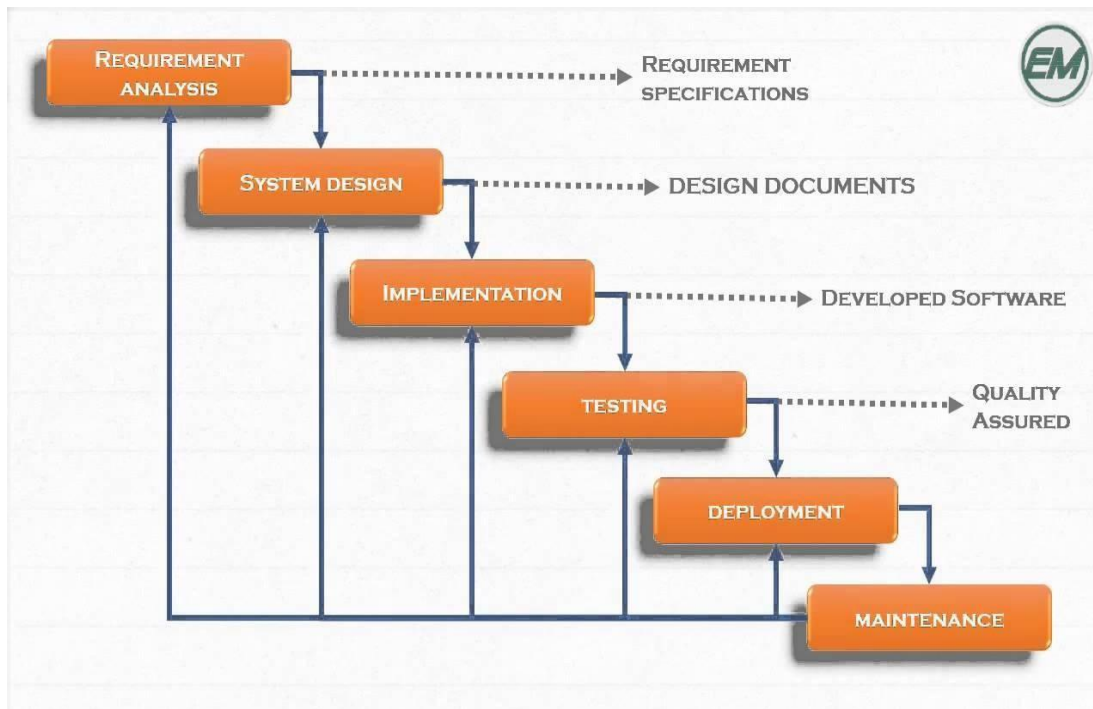 REQUIREMENT
ANALYSIS
REQUIREMENT
SPECIFICATIONS
EM
SYSTEM DESIGN
DESIGN DOCUMENTS
IMPLEMENTATION
DEVELOPED SOFTWARE
TESTING
QUALITY
ASSURED
DEPLOYMENT
MAINTENANCE